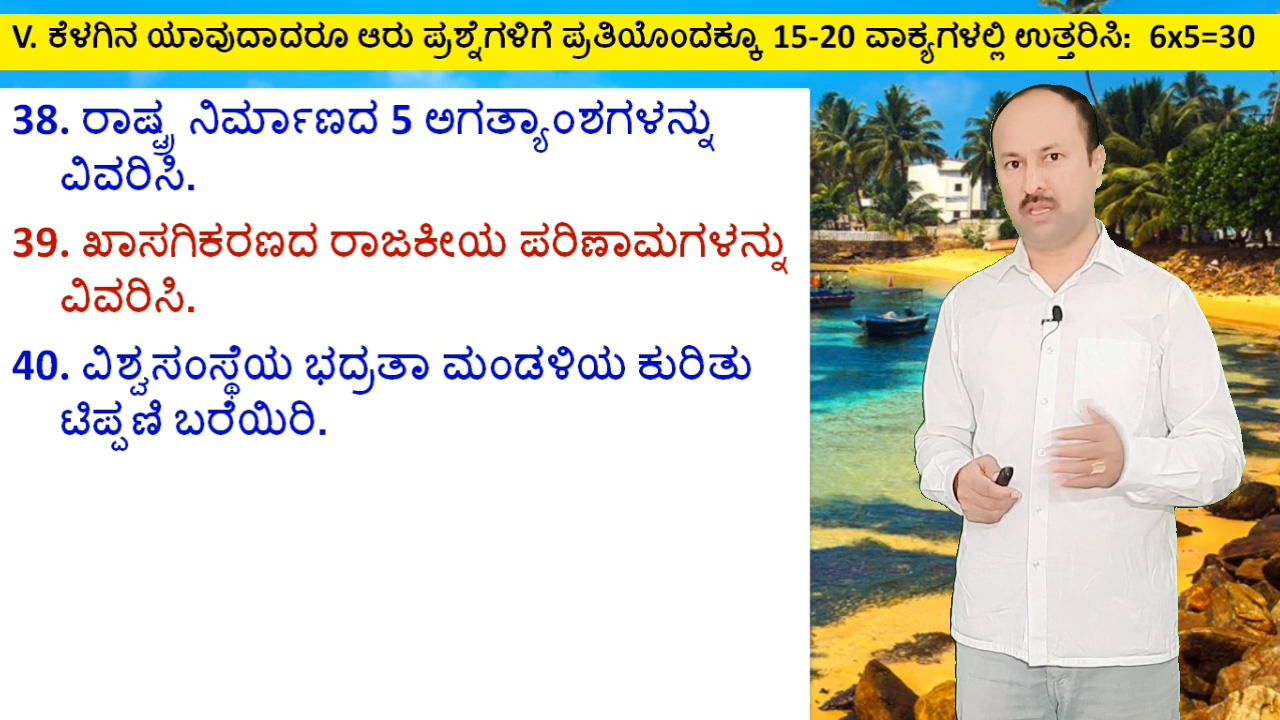 V. ಕೆಳಗಿನ ಯಾವುದಾದರೂ ಆರು ಪ್ರಶ್ನೆಗಳಿಗೆ ಪ್ರತಿಯೊಂದಕ್ಕೂ 15-20 ವಾಕ್ಯಗಳಲ್ಲಿ ಉತ್ತರಿಸಿ: 6x5=30
38. ರಾಷ್ಟ್ರ ನಿರ್ಮಾಣದ 5 ಅಗತ್ಯಾಂಶಗಳನ್ನು
ವಿವರಿಸಿ.
39. ಖಾಸಗಿಕರಣದ ರಾಜಕೀಯ ಪರಿಣಾಮಗಳನ್ನು
ವಿವರಿಸಿ.
40. ವಿಶ್ವಸಂಸ್ಥೆಯ ಭದ್ರತಾ ಮಂಡಳಿಯ ಕುರಿತು
ಟಿಪ್ಪಣಿ ಬರೆಯಿರಿ.